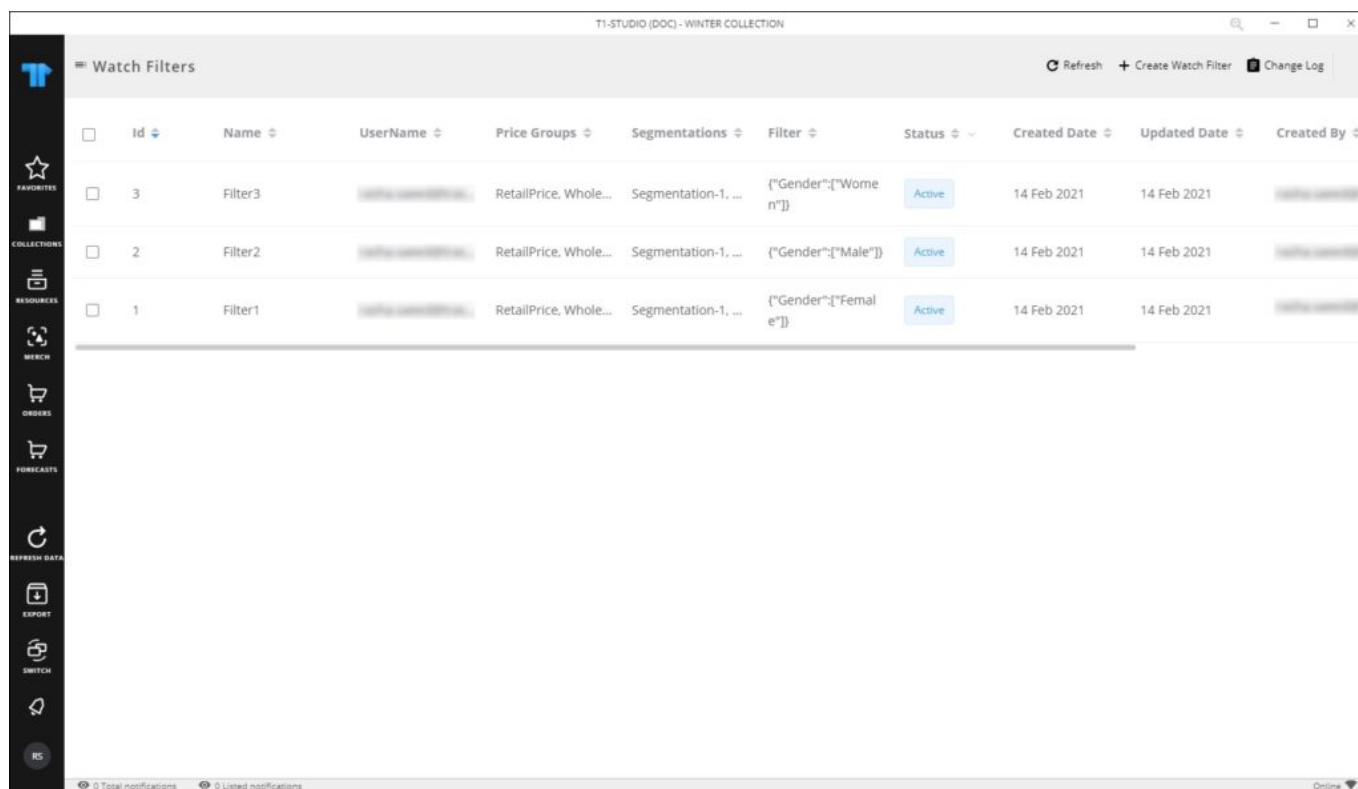 T1-STUDIO (DOC) - WINTER COLLECTION
Watch Filters
Refresh + Create Watch Filter Change Log
Id Name UserName Price Groups Segmentations Filter Status Created Date Updated Date Created By
3 Filter3 RetailPrice, Whole... Segmentation-1, ... {"Gender":["Wome
n"]} Active 14 Feb 2021 14 Feb 2021
2 Filter2 RetailPrice, Whole... Segmentation-1, ... {"Gender":["Male"]} Active 14 Feb 2021 14 Feb 2021
1 Filter1 RetailPrice, Whole... Segmentation-1, ... {"Gender":["Femal
e"]} Active 14 Feb 2021 14 Feb 2021
FAVORITES
COLLECTIONS
RESOURCES
MERCH
ORDERS
FORECASTS
REFRESH DATA
EXPORT
SWITCH
RS
0 Total notifications 0 Listed notifications Online